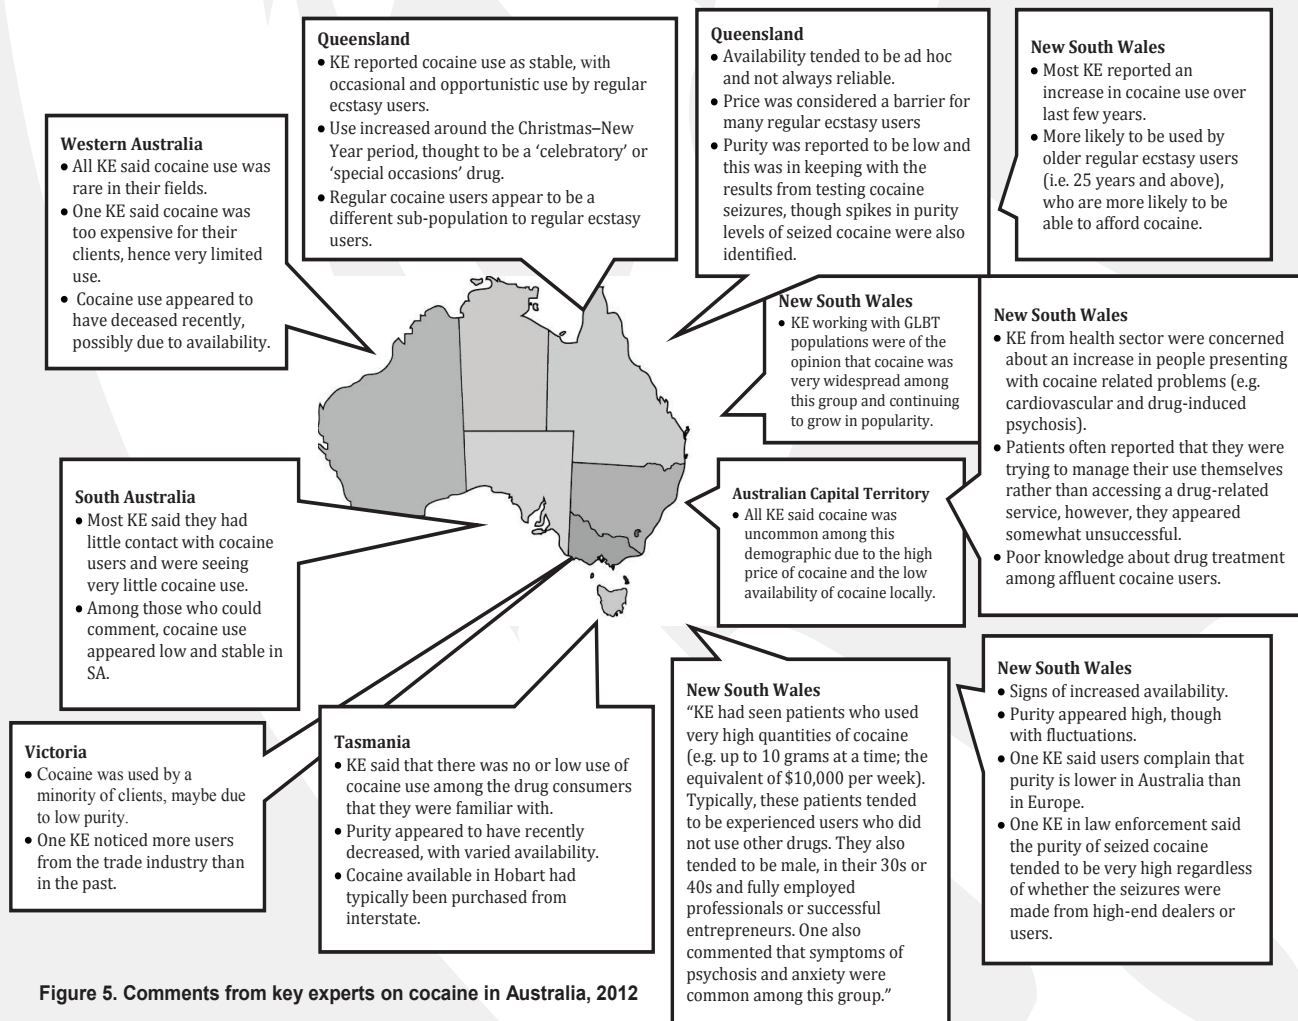 Queensland
• KE reported cocaine use as stable, with
occasional and opportunistic use by regular
ecstasy users.
• Use increased around the Christmas–New
Year period, thought to be a ‘celebratory’ or
‘special occasions’ drug.
• Regular cocaine users appear to be a
different sub-population to regular ecstasy
users.
Queensland
• Availability tended to be ad hoc
and not always reliable.
• Price was considered a barrier for
many regular ecstasy users
• Purity was reported to be low and
this was in keeping with the
results from testing cocaine
seizures, though spikes in purity
levels of seized cocaine were also
identified.
New South Wales
• Most KE reported an
increase in cocaine use over
last few years.
• More likely to be used by
older regular ecstasy users
(i.e. 25 years and above),
who are more likely to be
able to afford cocaine.
Western Australia
• All KE said cocaine use was
rare in their fields.
• One KE said cocaine was
too expensive for their
clients, hence very limited
use.
• Cocaine use appeared to
have deceased recently,
possibly due to availability.
New South Wales
• KE working with GLBT
populations were of the
opinion that cocaine was
very widespread among
this group and continuing
to grow in popularity.
New South Wales
• KE from health sector were concerned
about an increase in people presenting
with cocaine related problems (e.g.
cardiovascular and drug-induced
psychosis).
• Patients often reported that they were
trying to manage their use themselves
rather than accessing a drug-related
service, however, they appeared
somewhat unsuccessful.
• Poor knowledge about drug treatment
among affluent cocaine users.
South Australia
• Most KE said they had
little contact with cocaine
users and were seeing
very little cocaine use.
• Among those who could
comment, cocaine use
appeared low and stable in
SA.
Australian Capital Territory
• All KE said cocaine was
uncommon among this
demographic due to the high
price of cocaine and the low
availability of cocaine locally.
Victoria
• Cocaine was used by a
minority of clients, maybe due
to low purity.
• One KE noticed more users
from the trade industry than
in the past.
Tasmania
• KE said that there was no or low use of
cocaine use among the drug consumers
that they were familiar with.
• Purity appeared to have recently
decreased, with varied availability.
• Cocaine available in Hobart had
typically been purchased from
interstate.
New South Wales
“KE had seen patients who used
very high quantities of cocaine
(e.g. up to 10 grams at a time; the
equivalent of $10,000 per week).
Typically, these patients tended
to be experienced users who did
not use other drugs. They also
tended to be male, in their 30s or
40s and fully employed
professionals or successful
entrepreneurs. One also
commented that symptoms of
psychosis and anxiety were
common among this group.”
New South Wales
• Signs of increased availability.
• Purity appeared high, though
with fluctuations.
• One KE said users complain that
purity is lower in Australia than
in Europe.
• One KE in law enforcement said
the purity of seized cocaine
tended to be very high regardless
of whether the seizures were
made from high-end dealers or
users.
Figure 5. Comments from key experts on cocaine in Australia, 2012